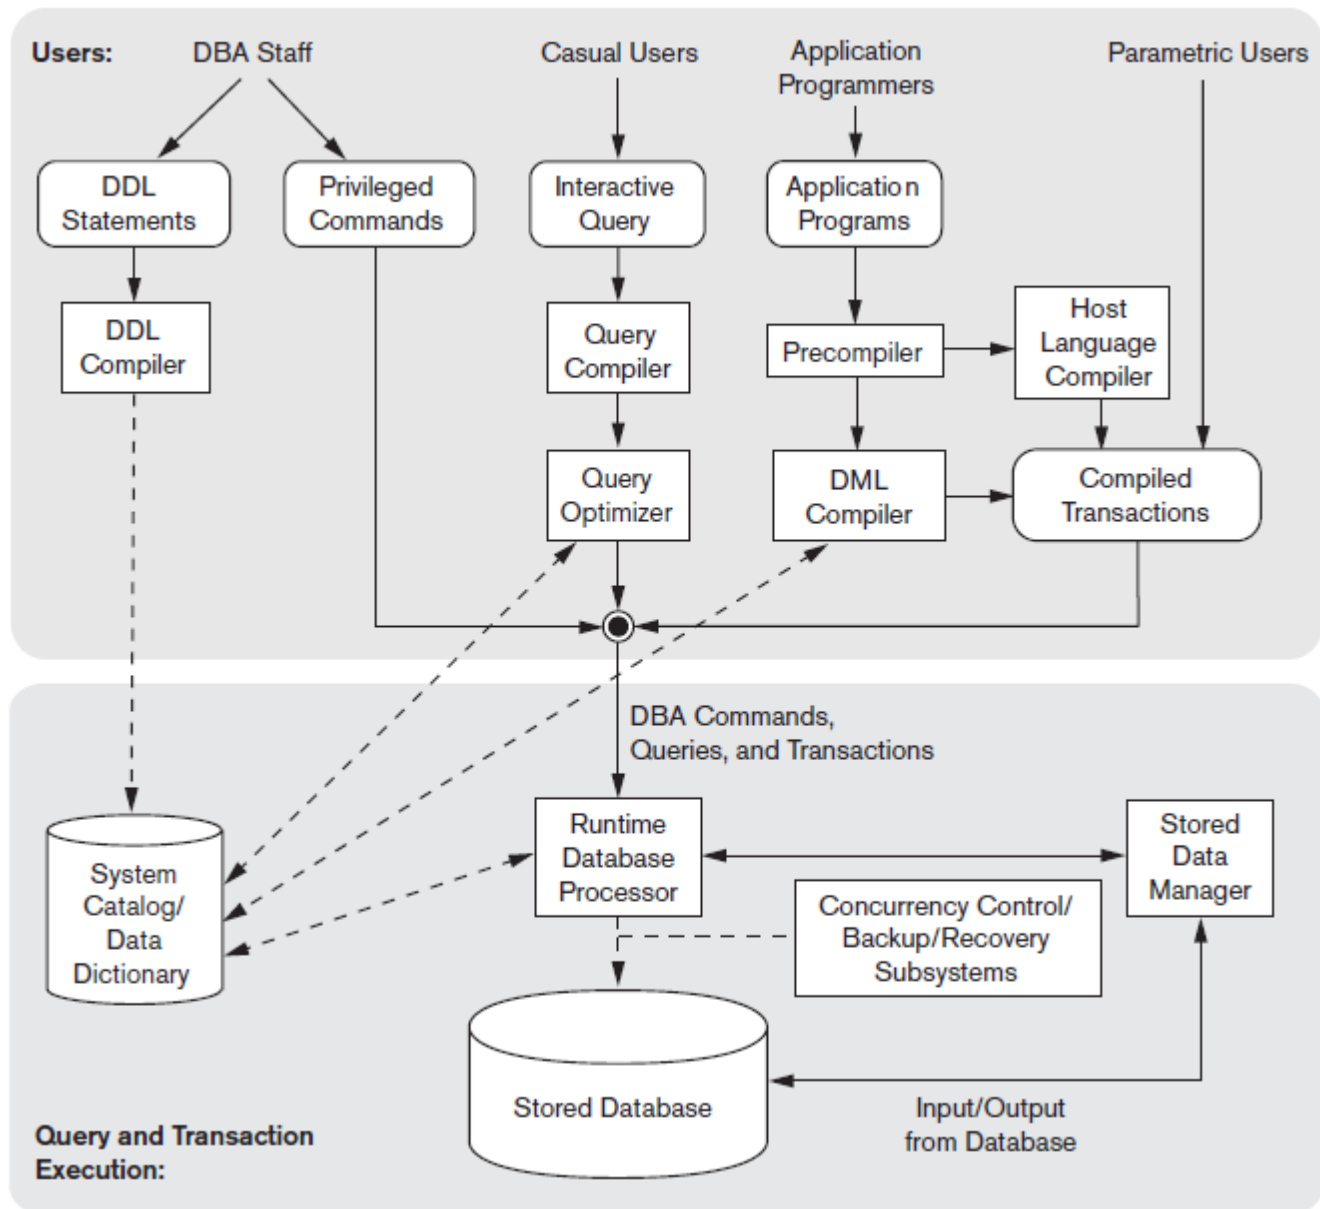 Users:
DBA Staff
Casual Users
Application
Programmers
Parametric Users
DDL
Statements
Privileged
Commands
Interactive
Query
Application
Programs
DDL
Compiler
Query
Compiler
Precompiler
Host
Language
Compiler
Query
Optimizer
DML
Compiler
Compiled
Transactions
DBA Commands,
Queries, and Transactions
System
Catalog/
Data
Dictionary
Runtime
Database
Processor
Stored
Data
Manager
Concurrency Control/
Backup/Recovery
Subsystems
Stored Database
Input/Output
from Database
Query and Transaction
Execution: